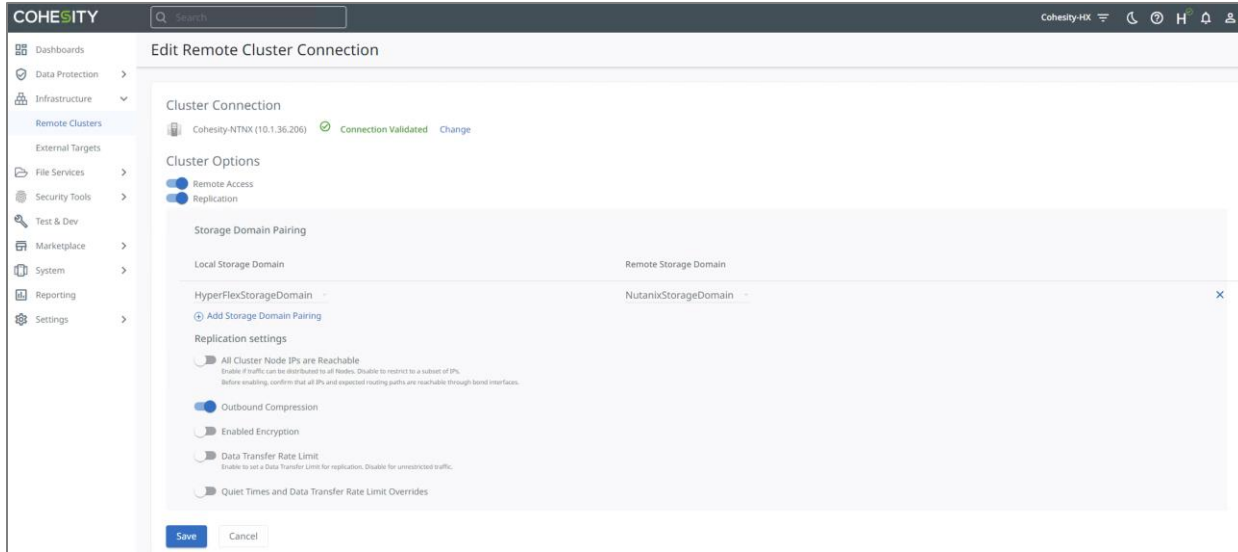 COHESITY
Search
Cohesity-HX
H
Dashboards
Data Protection
Infrastructure
Remote Clusters
External Targets
File Services
Security Tools
Test & Dev
Marketplace
System
Reporting
Settings
Edit Remote Cluster Connection
Cluster Connection
Cohesity-NTNX (10.1.36.206) Connection Validated Change
Cluster Options
Remote Access
Replication
Storage Domain Pairing
Local Storage Domain Remote Storage Domain
HyperFlexStorageDomain NutanixStorageDomain
Add Storage Domain Pairing
Replication settings
All Cluster Node IPs are Reachable
Enable if traffic can be distributed to all Nodes. Disable to restrict to a subset of IPs.
Before enabling, confirm that all IPs and expected routing paths are reachable through bond interfaces.
Outbound Compression
Enabled Encryption
Data Transfer Rate Limit
Enable to set a Data Transfer Limit for replication. Disable for unrestricted traffic.
Quiet Times and Data Transfer Rate Limit Overrides
Save Cancel